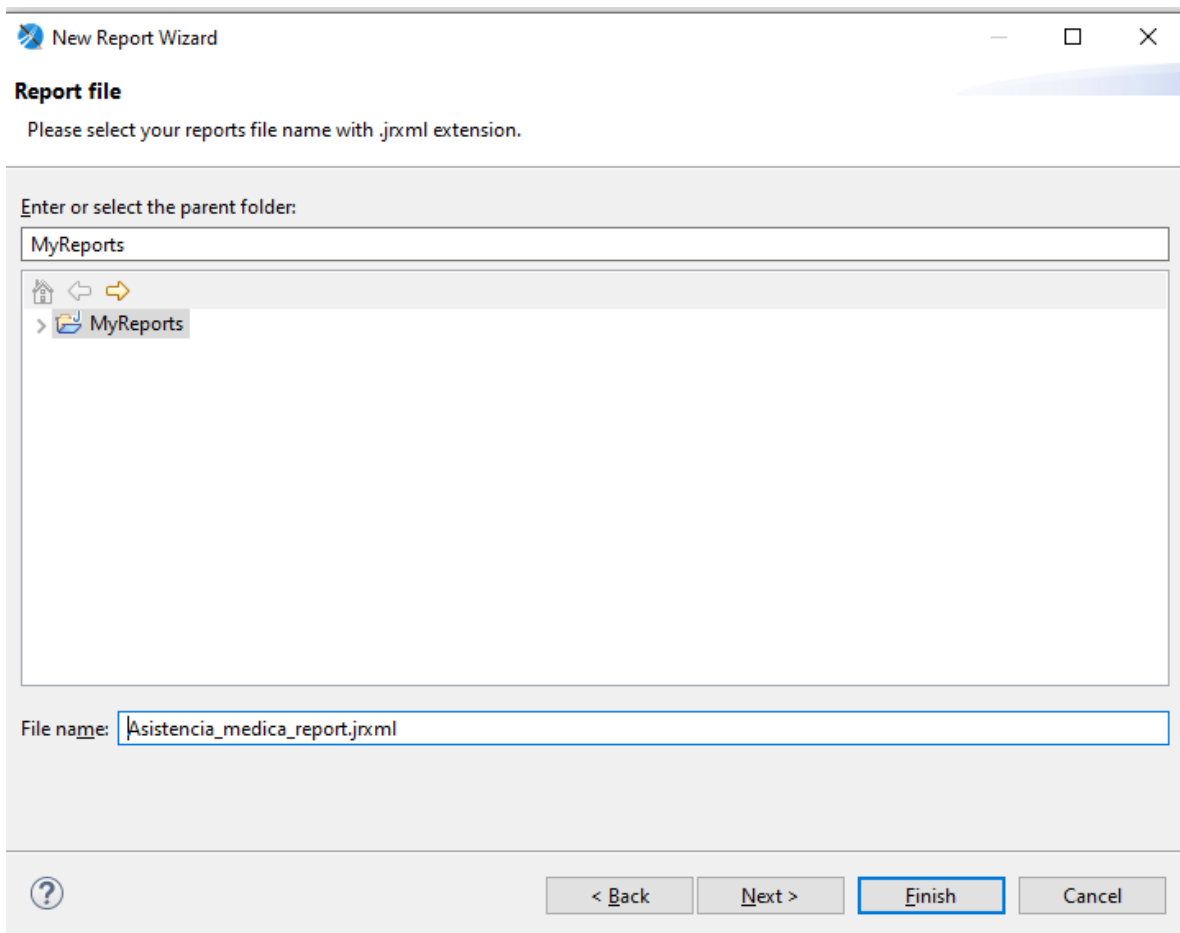 New Report Wizard
Report file
Please select your reports file name with .jrxml extension.
Enter or select the parent folder:
MyReports
MyReports
File name: Asistencia_medica_report.jrxml
? < Back Next > Finish Cancel